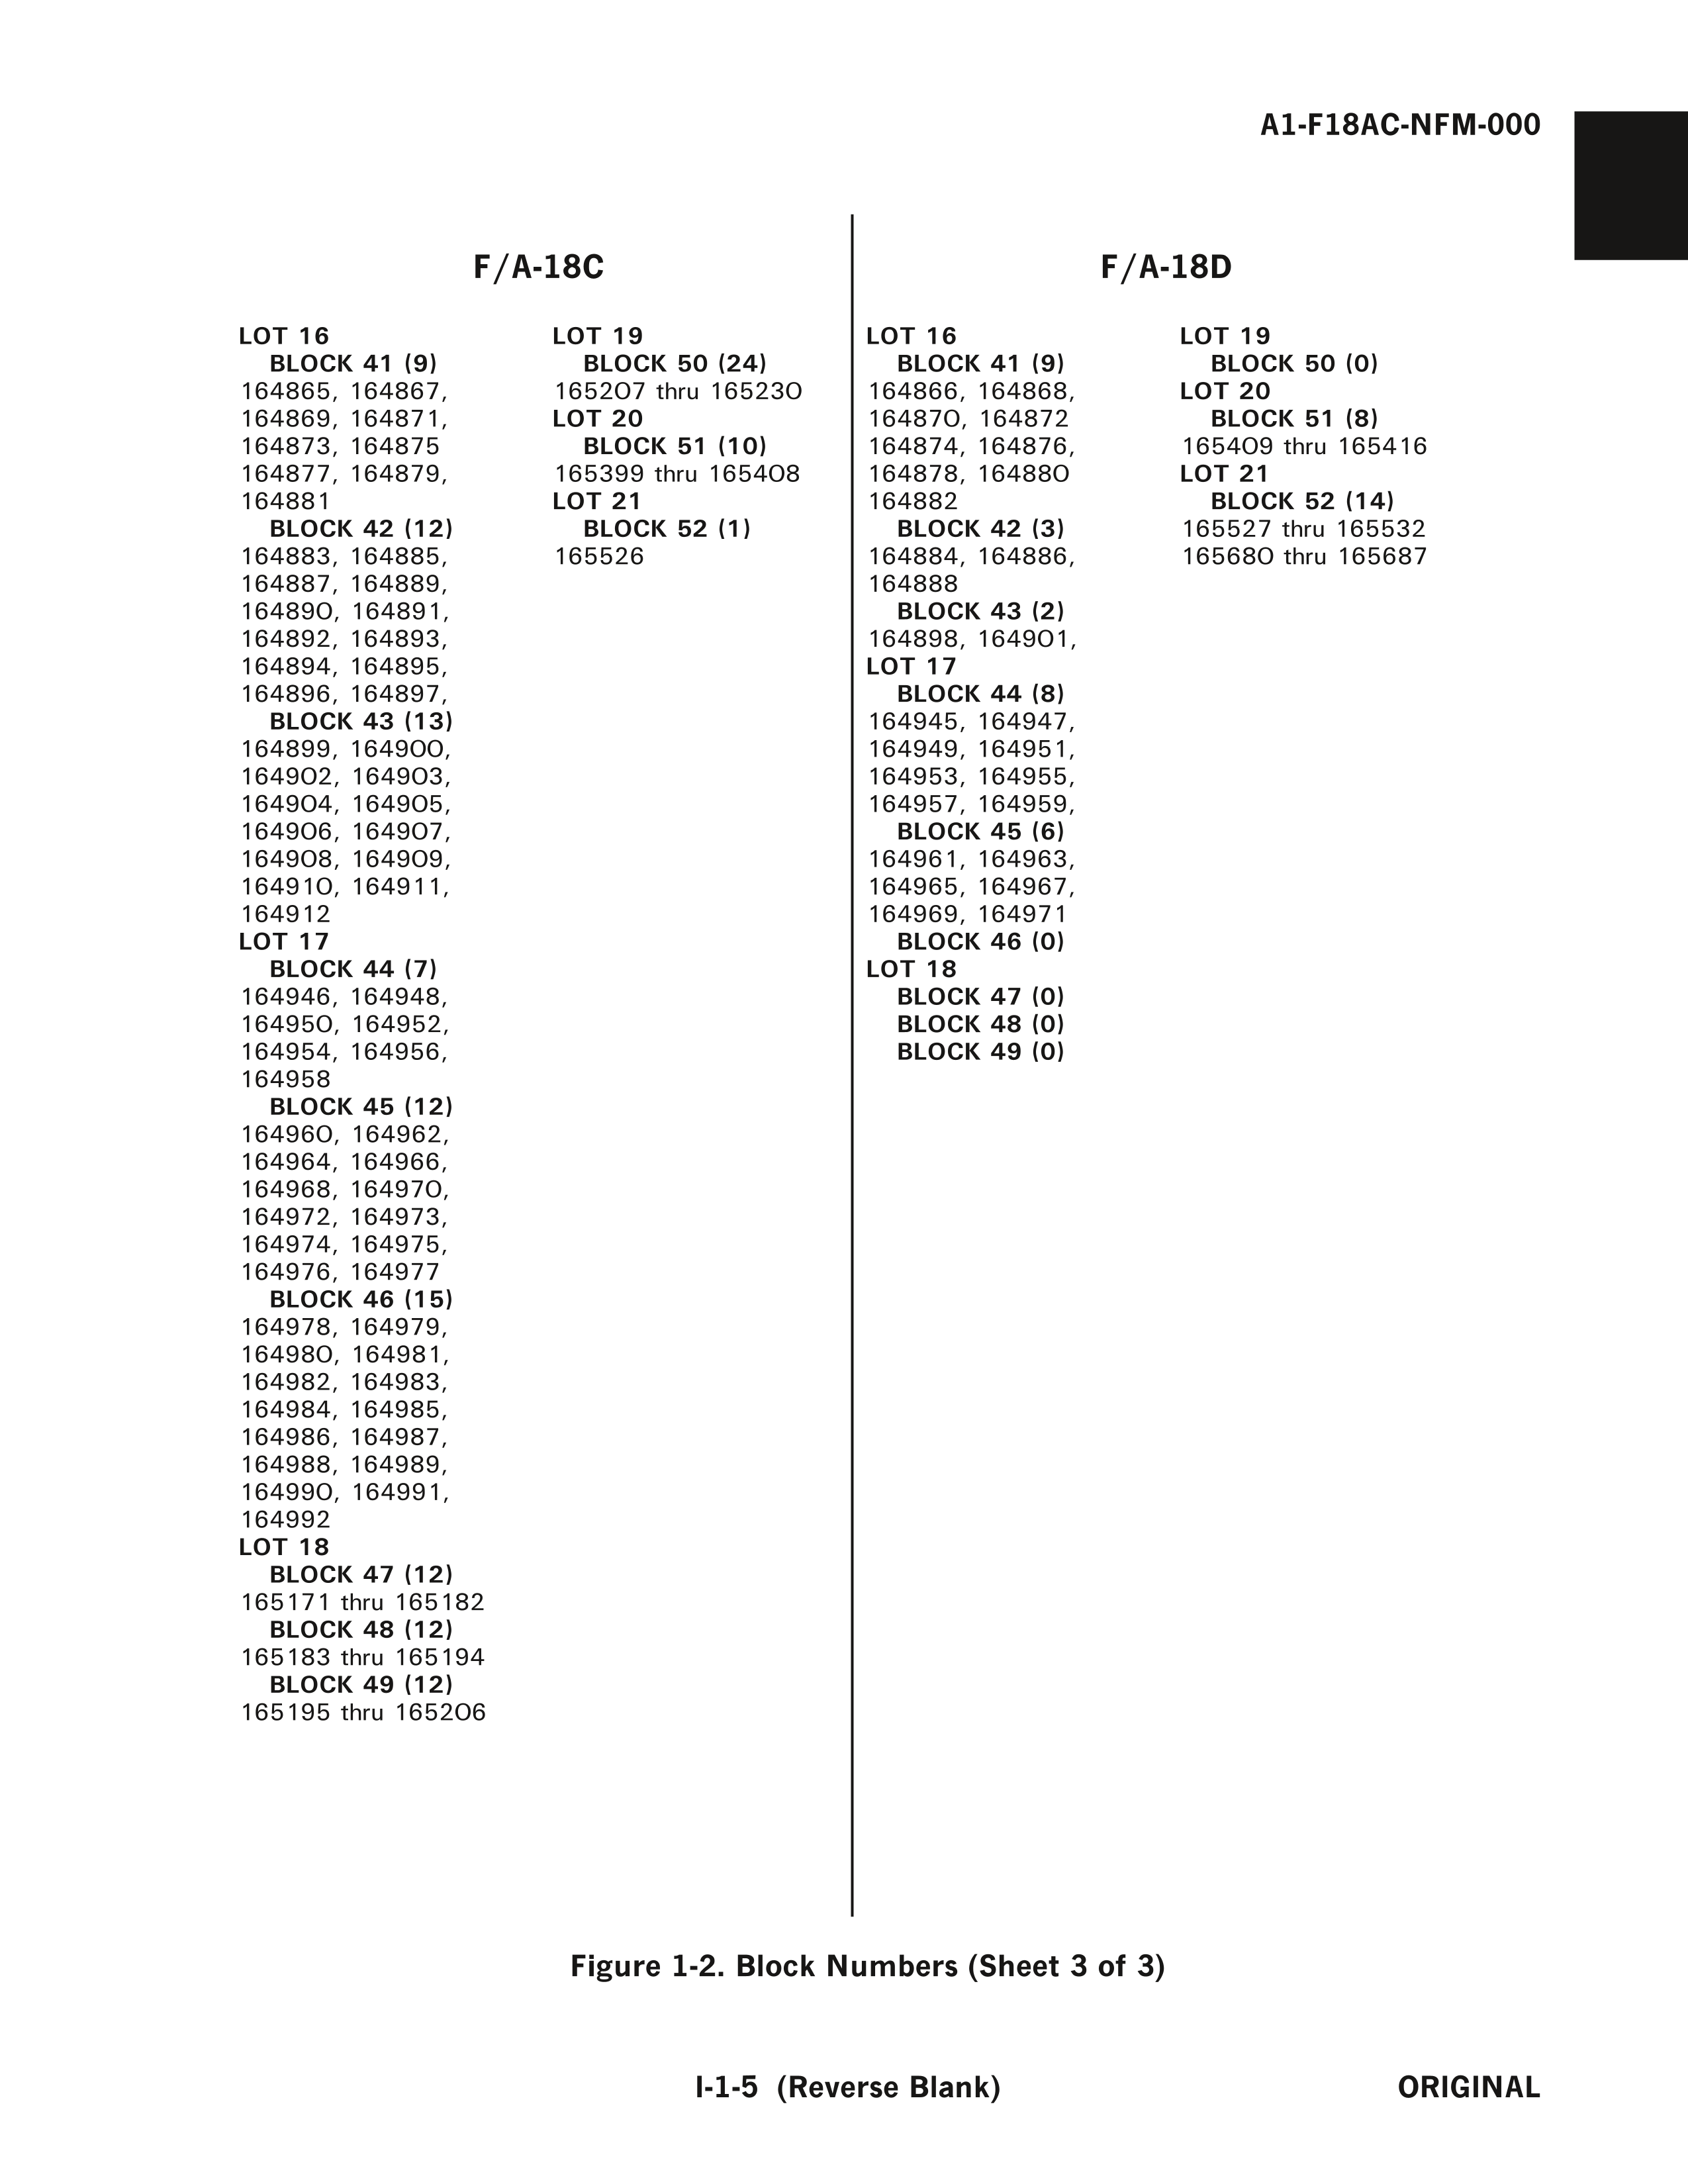 A1-F18AC-NFM-000
F/A-18C
LOT 16
BLOCK 41 (9)
164865, 164867,
164869, 164871,
164873, 164875
164877, 164879,
164881
BLOCK 42 (12)
164883, 164885,
164887, 164889,
164890, 164891,
164892, 164893,
164894, 164895,
164896, 164897,
BLOCK 43 (13)
164899, 164900,
164902, 164903,
164904, 164905,
164906, 164907,
164908, 164909,
164910, 164911,
164912
LOT 17
BLOCK 44 (7)
164946, 164948,
164950, 164952,
164954, 164956,
164958
BLOCK 45 (12)
164960, 164962,
164964, 164966,
164968, 164970,
164972, 164973,
164974, 164975,
164976, 164977
BLOCK 46 (15)
164978, 164979,
164980, 164981,
164982, 164983,
164984, 164985,
164986, 164987,
164988, 164989,
164990, 164991,
164992
LOT 18
BLOCK 47 (12)
165171 thru 165182
BLOCK 48 (12)
165183 thru 165194
BLOCK 49 (12)
165195 thru 165206
LOT 19
BLOCK 50 (24)
165207 thru 165230
LOT 20
BLOCK 51 (10)
165399 thru 165408
LOT 21
BLOCK 52 (1)
165526
F/A-18D
LOT 16
BLOCK 41 (9)
164866, 164868,
164870, 164872
164874, 164876,
164878, 164880
164882
BLOCK 42 (3)
164884, 164886,
164888
BLOCK 43 (2)
164898, 164901,
LOT 17
BLOCK 44 (8)
164945, 164947,
164949, 164951,
164953, 164955,
164957, 164959,
BLOCK 45 (6)
164961, 164963,
164965, 164967,
164969, 164971
BLOCK 46 (0)
LOT 18
BLOCK 47 (0)
BLOCK 48 (0)
BLOCK 49 (0)
LOT 19
BLOCK 50 (0)
LOT 20
BLOCK 51 (8)
165409 thru 165416
LOT 21
BLOCK 52 (14)
165527 thru 165532
165680 thru 165687
Figure 1-2. Block Numbers (Sheet 3 of 3)
I-1-5 (Reverse Blank)
ORIGINAL